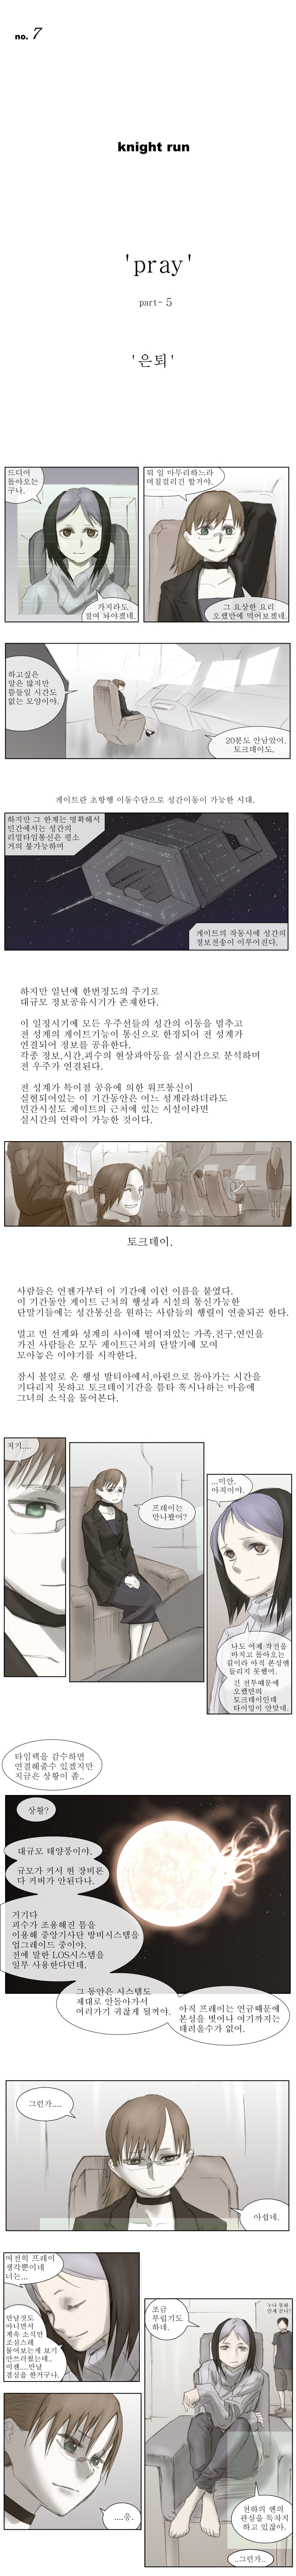 no. 7
knight run
'pray'
part- 5
'은퇴'
드디어
돌아오는
구나.
가지라도
절여 놔야겠네.
뭐 일 마무리하느라
며칠걸리긴 할거야.
그 요상한 요리
오랜만에 먹어보겠네.
하고싶은
말은 많지만
뜸들일 시간도
없는 모양이야.
20분도 안남았어.
토크데이도.
게이트란 초항행 이동수단으로 성간이동이 가능한 시대.
하지만 그 한계는 명확해서
민간에서는 성간의
리얼타임통신은 평소
거의 불가능하며
게이트의 작동시에 성간의
정보전송이 이루어진다.
하지만 일년에 한번정도의 주기로
대규모 정보공유시기가 존재한다.
이 일정시기에 모든 우주선들의 성간의 이동을 멈추고
전 성계의 게이트기능이 통신으로 한정되어 전 성계가
연결되어 정보를 공유한다.
각종 정보,시간,괴수의 현상파악등을 실시간으로 분석하며
전 우주가 연결된다.
전 성계가 특이점 공유에 의한 워프통신이
실현되어있는 이 기간동안은 어느 성계라하더라도
민간시설도 게이트의 근처에 있는 시설이라면
실시간의 연락이 가능한 것이다.
토크데이.
사람들은 언젠가부터 이 기간에 이런 이름을 붙였다.
이 기간동안 게이트 근처의 행성과 시설의 통신가능한
단말기들에는 성간통신을 원하는 사람들의 행렬이 연출되곤 한다.
멀고 먼 선계와 성계의 사이에 떨어져있는 가족,친구,연인을
가진 사람들은 모두 게이트근처의 단말기에 모여
모아놓은 이야기를 시작한다.
잠시 볼일로 온 행성 발티아에서,아린으로 돌아가는 시간을
기다리지 못하고 토크데이기간을 틈타 혹시나하는 마음에
그녀의 소식을 물어본다.
저기....
프레이는
만나봤어?
...미안.
아직이야.
나도 어제 작전을
마치고 돌아오는
길이라 아직 본성엔
들리지 못했어.
긴 전투때문에
오랜만의
토크데이인데
타이밍이 안맞네.
타임랙을 감수하면
연결해줄수 있겠지만
지금은 상황이 좀..
상황?
대규모 태양풍이야.
규모가 커서 현 장비론
다 커버가 안된다나.
거기다
괴수가 조용해진 틈을
이용해 중앙기사단 방비시스템을
업그레이드 중이야.
전에 말한 LOS시스템을
일부 사용한다던데.
그 동안은 시스템도
제대로 안돌아가서
여러가지 귀찮게 될꺼야.
아직 프레이는 연금때문에
본성을 벗어나 여기까지는
데려올수가 없어.
그런가....
아쉽네.
여전히 프레이
생각뿐이네
너는...
만날것도
아니면서
계속 소식만
조심스레
물어보는게 보기
안쓰러웠는데..
이젠....만날
결심을 한거구나.
....응.
조금
부럽기도
하네.
천하의 앤의
관심을 독차지
하고 있잖아.
..그런가..